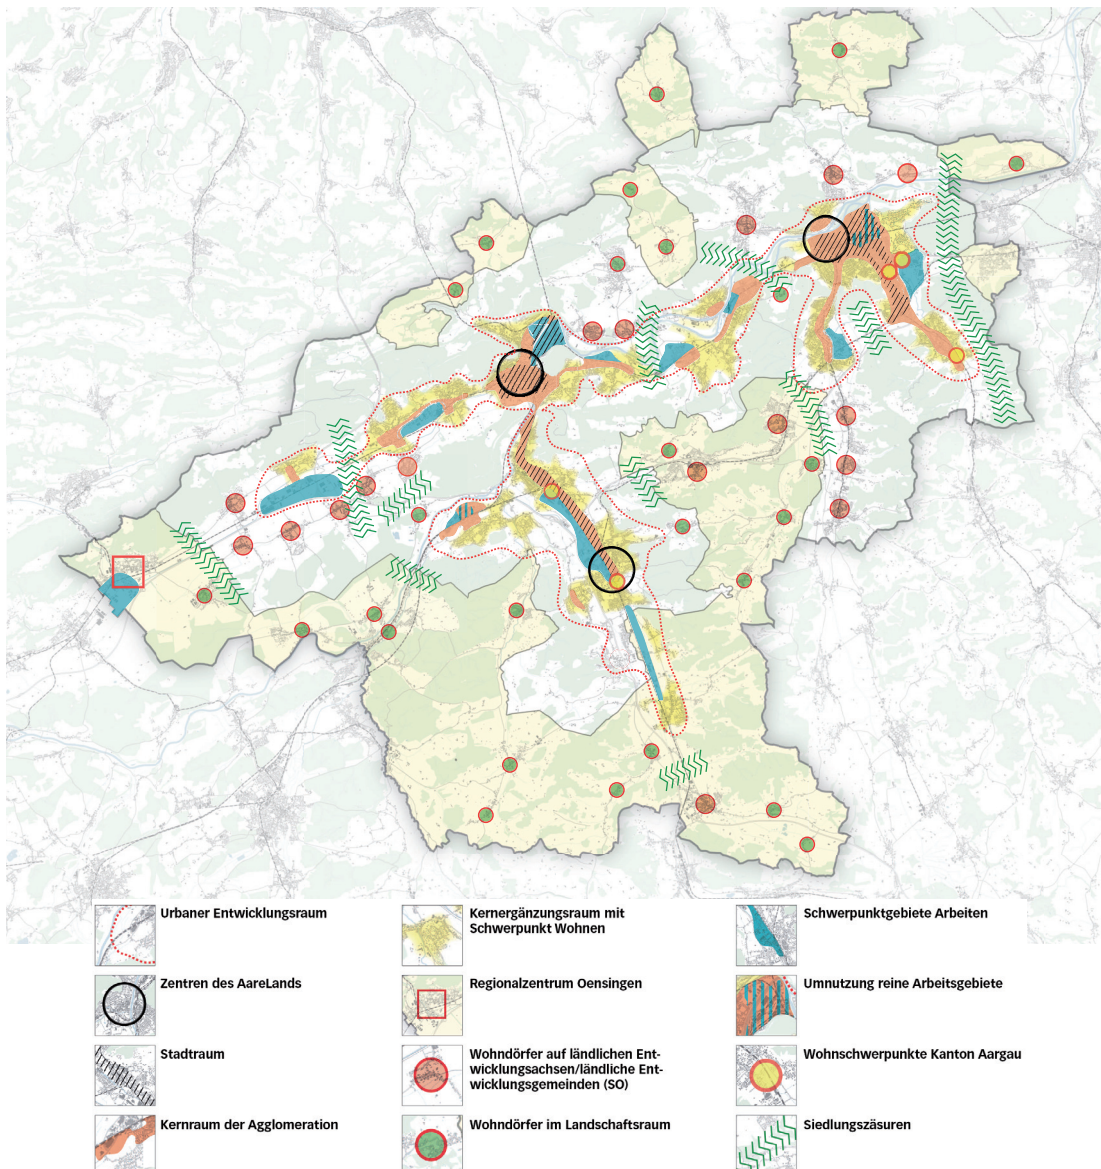 Urbaner Entwicklungsraum
Zentren des AareLands
Stadtraum
Kernraum der Agglomeration
Kernergänzungsraum mit
Schwerpunkt Wohnen
Regionalzentrum Oensingen
Wohndörfer auf ländlichen Ent-
wicklungsachsen/ländliche Ent-
wicklungsgemeinden (SO)
Wohndörfer im Landschaftsraum
Schwerpunktgebiete Arbeiten
Umnutzung reine Arbeitsgebiete
Wohnschwerpunkte Kanton Aargau
Siedlungszäsuren